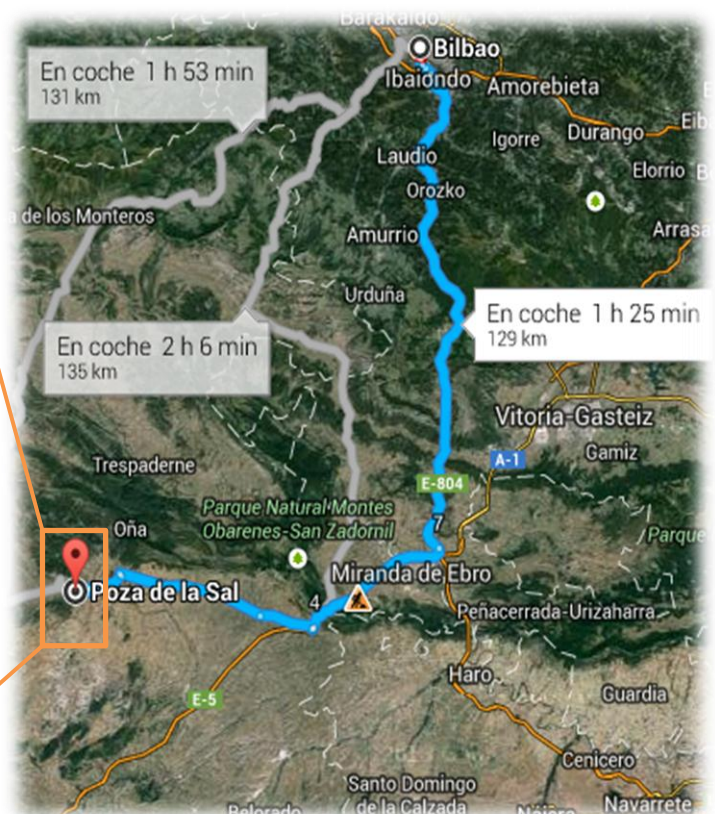 Barakaldo
Bilbao
En coche 1 h 53 min
131 km
Ibaiondo
Amorebieta
Igorre
Durango
Laudio
Elorrio
Orozko
a de los Monteros
Amurrio
Arrasa
Urduña
En coche 1 h 25 min
129 km
En coche 2 h 6 min
135 km
Vitoria-Gasteiz
Trespaderne
A-1
Gamiz
E-804
Parque Natural Montes
Obarenes-San Zadornil
7
Parque
Oña
Miranda de Ebro
Poza de la Sal
4
Peñacerrada-Urizaharra
Haro
E-5
Guardia
Cenicero
Santo Domingo
de la Calzada
Belorado
Nájera
Navarrete